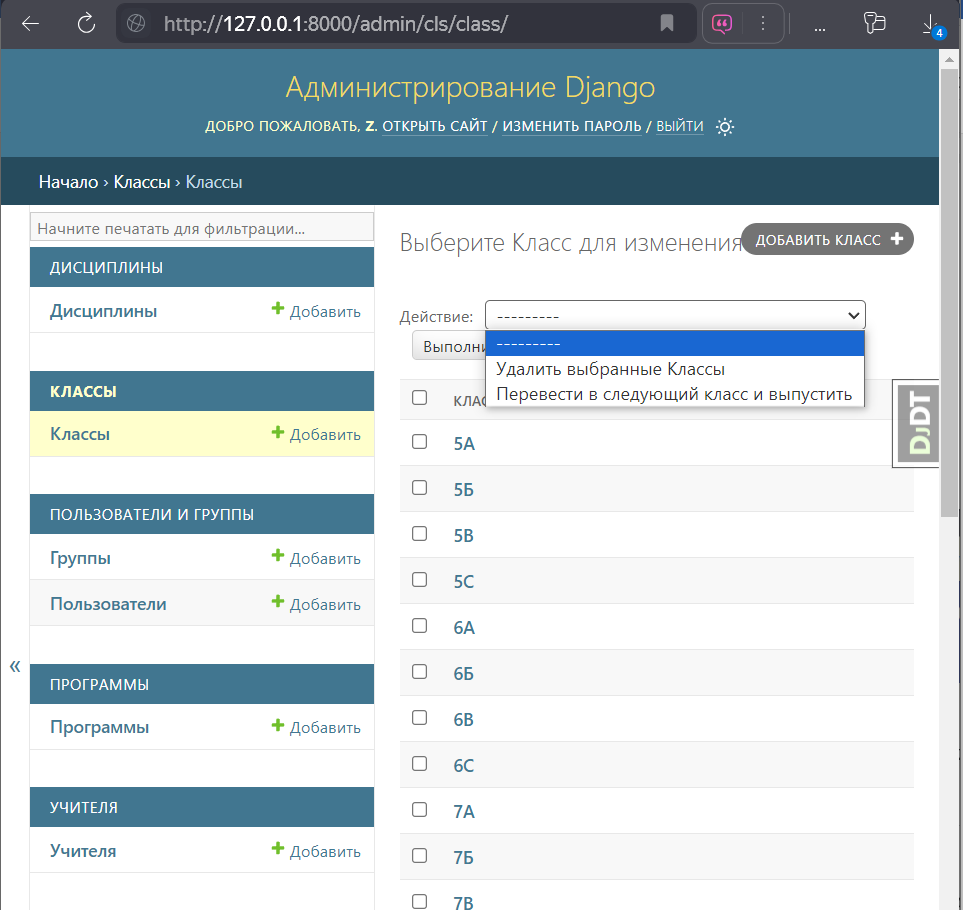 http://127.0.0.1:8000/admin/cls/class/
...
4
Администрирование Django
ДОБРО ПОЖАЛОВАТЬ, Z. ОТКРЫТЬ САЙТ / ИЗМЕНИТЬ ПАРОЛЬ / ВЫЙТИ
Начало › Классы › Классы
Начните печатать для фильтрации...
ДИСЦИПЛИНЫ
Дисциплины Добавить
КЛАССЫ
Классы Добавить
ПОЛЬЗОВАТЕЛИ И ГРУППЫ
Группы Добавить
Пользователи Добавить
«
ПРОГРАММЫ
Программы Добавить
УЧИТЕЛЯ
Учителя Добавить
Выберите Класс для изменения
ДОБАВИТЬ КЛАСС +
Действие: ---------
---------
Выполни
Удалить выбранные Классы
Перевести в следующий класс и выпустить
КЛАС
DJDT
5А
5Б
5В
5С
6А
6Б
6В
6С
7А
7Б
7В